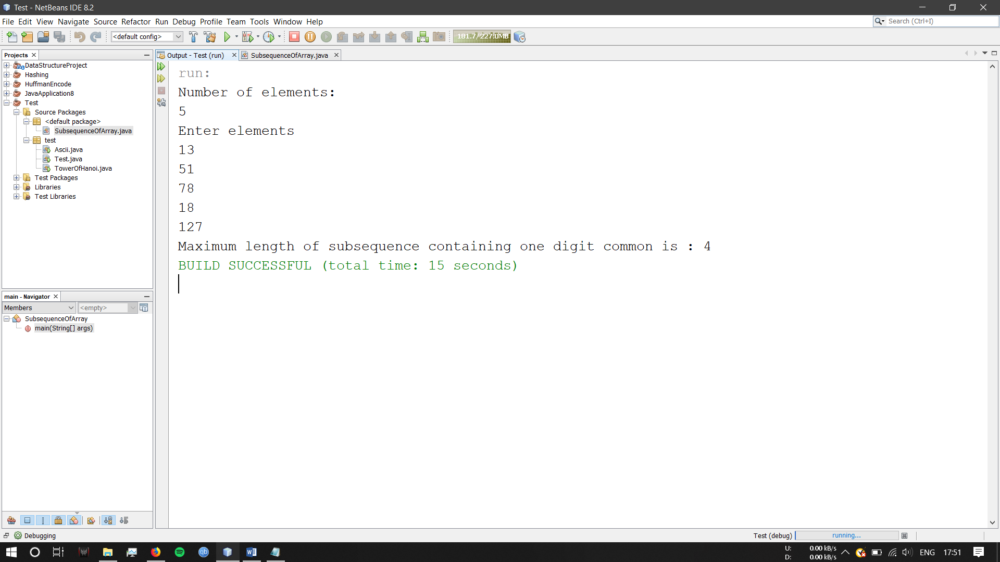 Test - NetBeans IDE 8.2
File Edit View Navigate Source Refactor Run Debug Profile Team Tools Window Help
Search (Ctrl+I)
<default config>
181.7/227.0MB
Projects
Output - Test (run)
SubsequenceOfArray.java
DataStructureProject
Hashing
HuffmanEncode
JavaApplication8
Test
Source Packages
<default package>
SubsequenceOfArray.java
test
Ascii.java
Test.java
TowerOfHanoi.java
Test Packages
Libraries
Test Libraries
run:
Number of elements:
5
Enter elements
13
51
78
18
127
Maximum length of subsequence containing one digit common is : 4
BUILD SUCCESSFUL (total time: 15 seconds)
main - Navigator
Members
<empty>
SubsequenceOfArray
main(String[] args)
Debugging
Test (debug)
running...
U: 0.00 kB/s
D: 0.00 kB/s
ENG
17:51